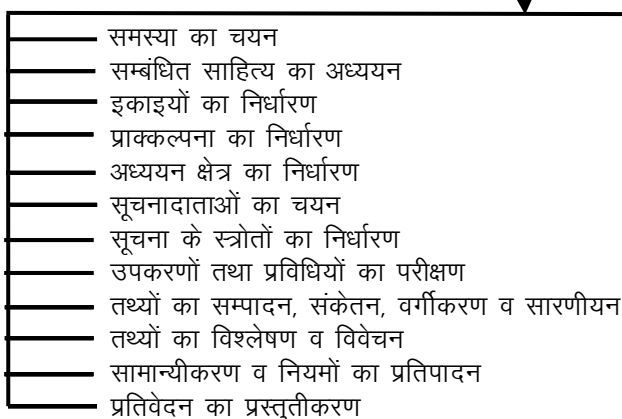 समस्या का चयन
सम्बंधित साहित्य का अध्ययन
इकाइयों का निर्धारण
प्राक्कल्पना का निर्धारण
अध्ययन क्षेत्र का निर्धारण
सूचनादाताओं का चयन
सूचना के स्त्रोतों का निर्धारण
उपकरणों तथा प्रविधियों का परीक्षण
तथ्यों का सम्पादन, संकेतन, वर्गीकरण व सारणीयन
तथ्यों का विश्लेषण व विवेचन
सामान्यीकरण व नियमों का प्रतिपादन
प्रतिवेदन का प्रस्तुतीकरण